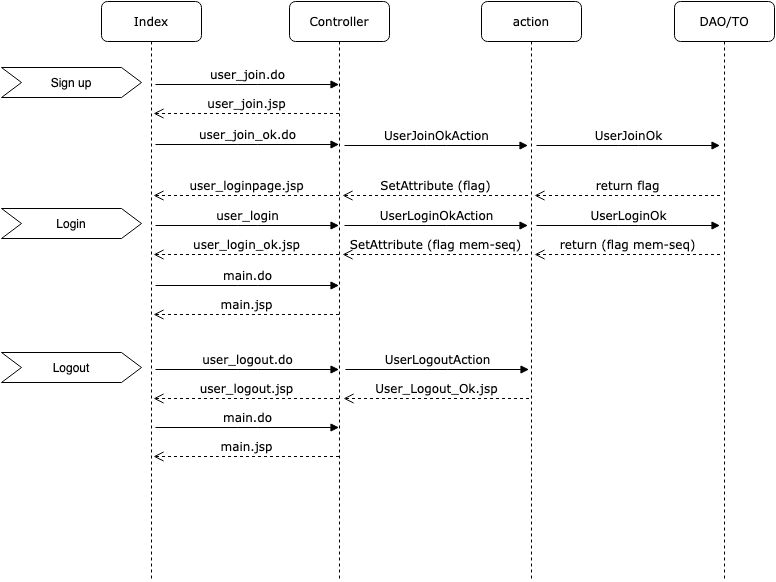 Index
Controller
action
DAO/TO
Sign up
user_join.do
user_join.jsp
user_join_ok.do
UserJoinOkAction
UserJoinOk
user_loginpage.jsp
SetAttribute (flag)
return flag
Login
user_login
UserLoginOkAction
UserLoginOk
user_login_ok.jsp
SetAttribute (flag mem-seq)
return (flag mem-seq)
main.do
main.jsp
Logout
user_logout.do
UserLogoutAction
user_logout.jsp
User_Logout_Ok.jsp
main.do
main.jsp